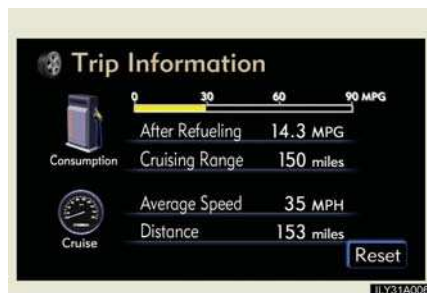 Trip Information
0 30 60 90 MPG
After Refueling 14.3 MPG
Consumption
Cruising Range 150 miles
Average Speed 35 MPH
Distance 153 miles
Cruise
Reset
ILY31A006